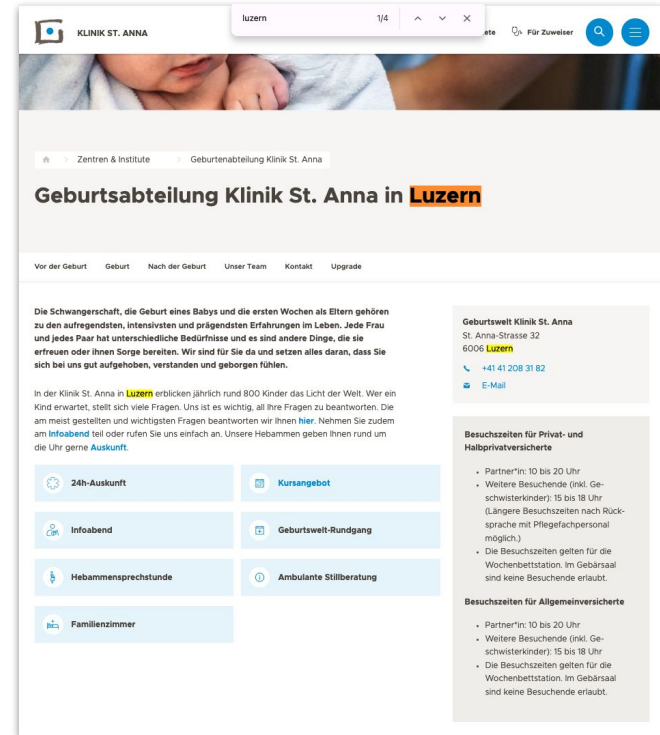 KLINIK ST. ANNA
luzern
1/4
ete
Für Zuweiser
Zentren & Institute
Geburtenabteilung Klinik St. Anna
Geburtsabteilung Klinik St. Anna in Luzern
Vor der Geburt
Geburt
Nach der Geburt
Unser Team
Kontakt
Upgrade
Die Schwangerschaft, die Geburt eines Babys und die ersten Wochen als Eltern gehören
zu den aufregendsten, intensivsten und prägendsten Erfahrungen im Leben. Jede Frau
und jedes Paar hat unterschiedliche Bedürfnisse und es sind andere Dinge, die sie
erfreuen oder ihnen Sorge bereiten. Wir sind für Sie da und setzen alles daran, dass Sie
sich bei uns gut aufgehoben, verstanden und geborgen fühlen.
In der Klinik St. Anna in Luzern erblicken jährlich rund 800 Kinder das Licht der Welt. Wer ein
Kind erwartet, stellt sich viele Fragen. Uns ist es wichtig, all Ihre Fragen zu beantworten. Die
am meist gestellten und wichtigsten Fragen beantworten wir Ihnen hier. Nehmen Sie zudem
am Infoabend teil oder rufen Sie uns einfach an. Unsere Hebammen geben Ihnen rund um
die Uhr gerne Auskunft.
24h-Auskunft
Kursangebot
Infoabend
Geburtswelt-Rundgang
Hebammensprechstunde
Ambulante Stillberatung
Familienzimmer
Geburtswelt Klinik St. Anna
St. Anna-Strasse 32
6006 Luzern
+41 41 208 31 82
E-Mail
Besuchszeiten für Privat- und
Halbprivatversicherte
• Partner*in: 10 bis 20 Uhr
• Weitere Besuchende (inkl. Ge-
schwisterkinder): 15 bis 18 Uhr
(Längere Besuchszeiten nach Rück-
sprache mit Pflegefachpersonal
möglich.)
• Die Besuchszeiten gelten für die
Wochenbettstation. Im Gebärsaal
sind keine Besuchende erlaubt.
Besuchszeiten für Allgemeinversicherte
• Partner*in: 10 bis 20 Uhr
• Weitere Besuchende (inkl. Ge-
schwisterkinder): 15 bis 18 Uhr
• Die Besuchszeiten gelten für die
Wochenbettstation. Im Gebärsaal
sind keine Besuchende erlaubt.